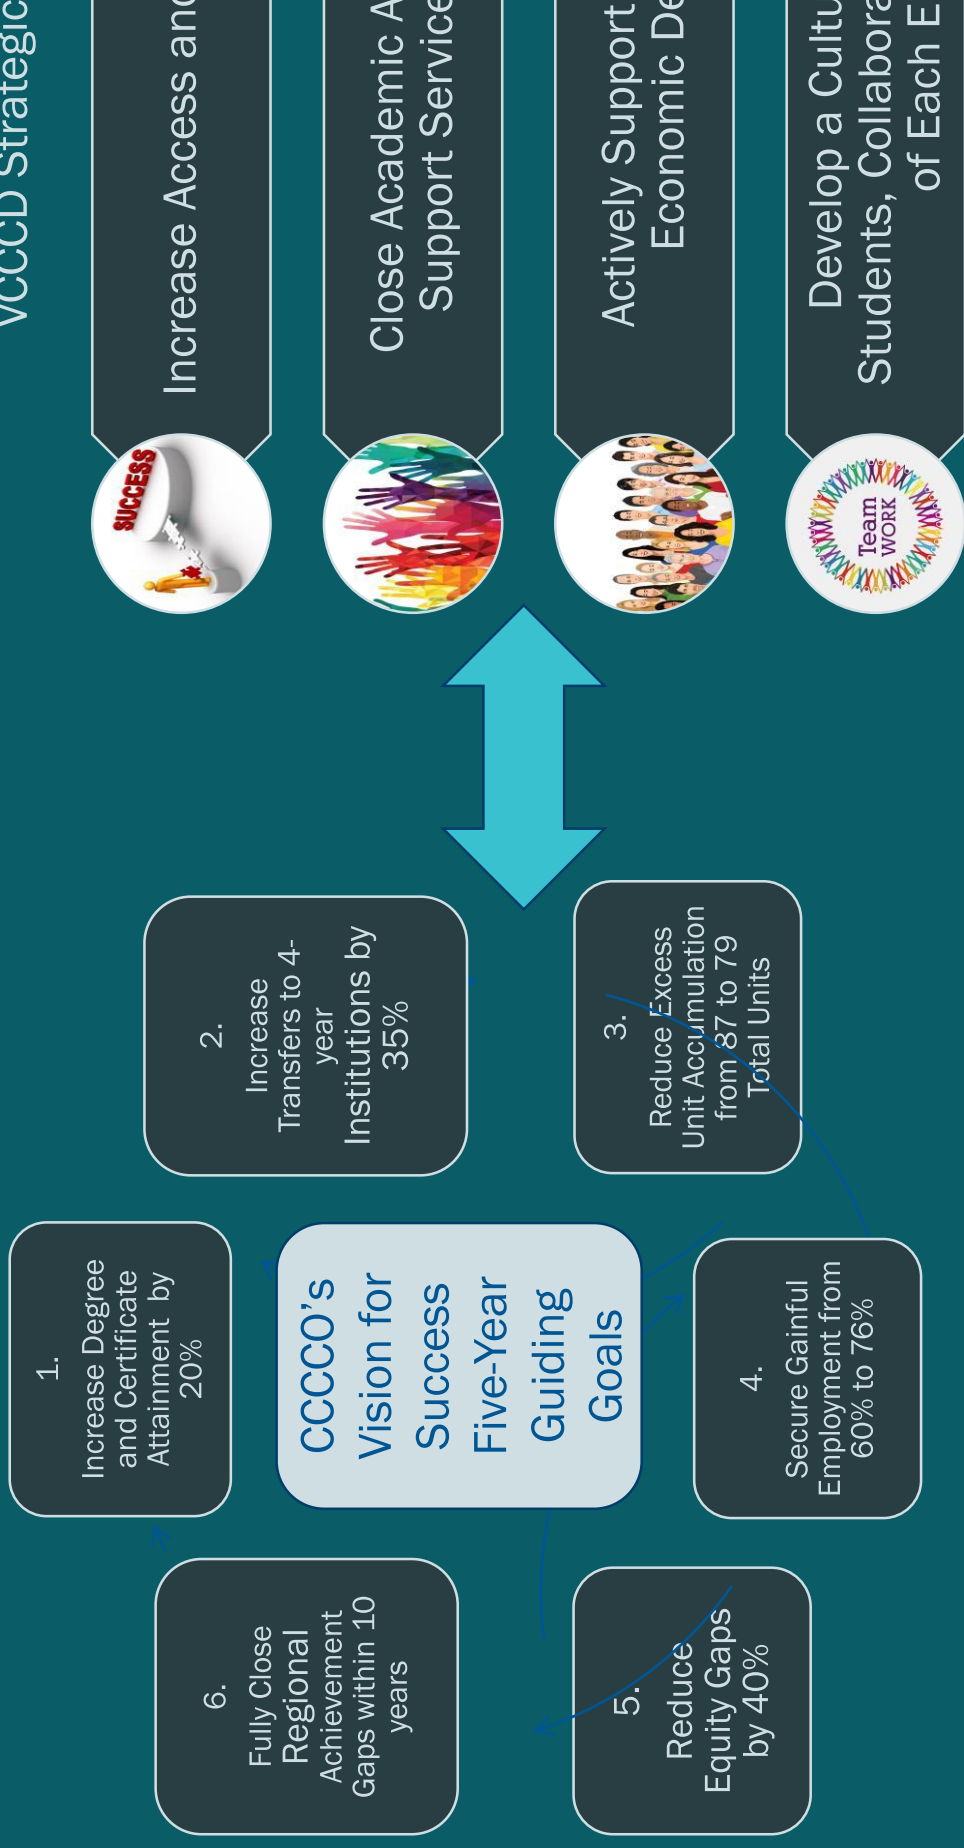 1.
Increase Degree
and Certificate
Attainment by
20%
2.
Increase
Transfers to 4-
year
Institutions by
35%
3.
Reduce Excess
Unit Accumulation
from 87 to 79
Total Units
4.
Secure Gainful
Employment from
60% to 76%
5.
Reduce
Equity Gaps
by 40%
6.
Fully Close
Regional
Achievement
Gaps within 10
years
CCCCO's
Vision for
Success
Five-Year
Guiding
Goals
VCCCD Strategic
SUCCESS
Increase Access and
Close Academic A
Support Service
Actively Support
Economic De
Team
WORK
Develop a Cultu
Students, Collabora
of Each E